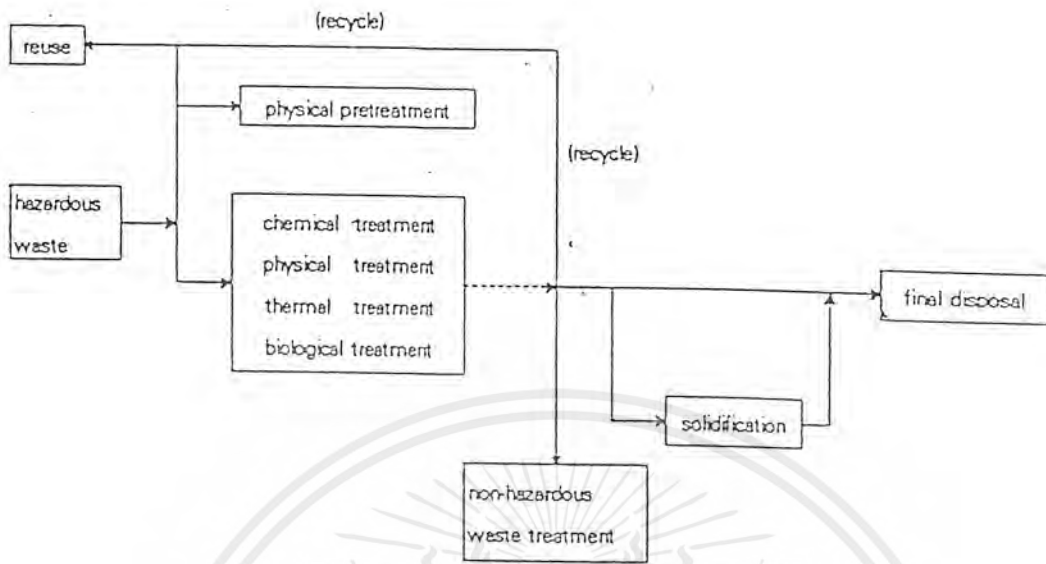 (recycle)
reuse
physical pretreatment
(recycle)
hazardous
waste
chemical treatment
physical treatment
thermal treatment
biological treatment
final disposal
solidification
non-hazardous
waste treatment